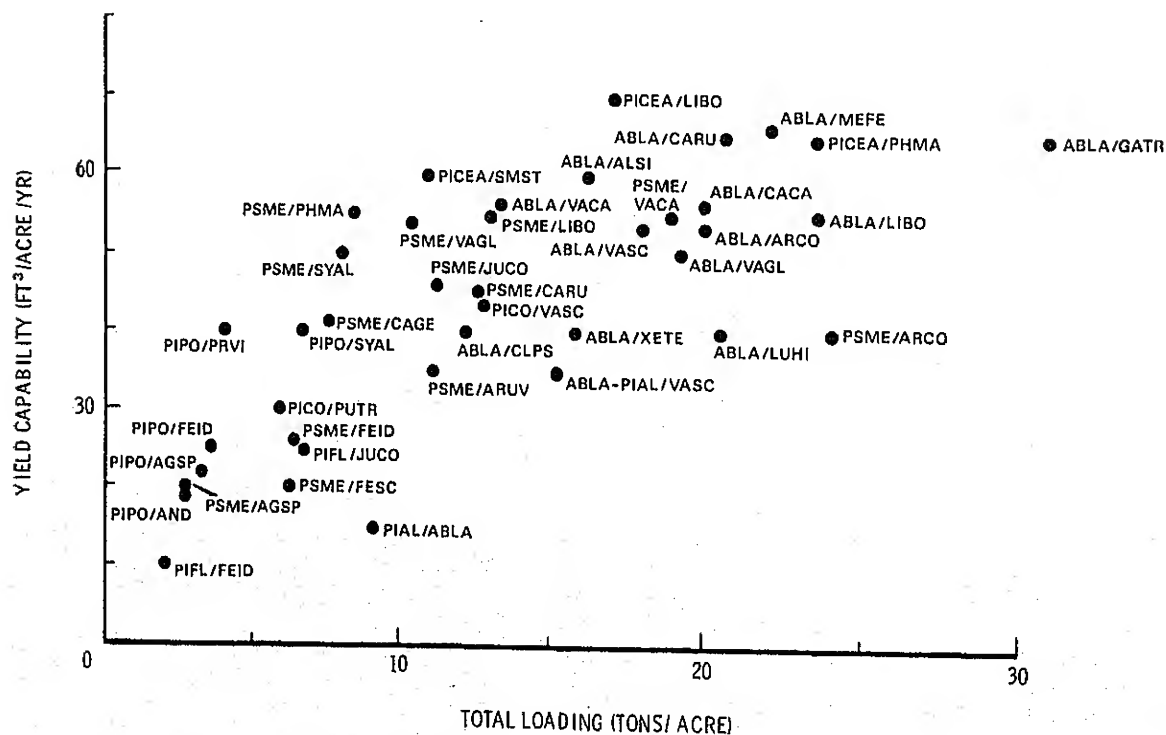 PICEA/LIBO
ABLA/MEFE
ABLA/CARU
PICEA/PHMA
ABLA/GATR
60
ABLA/ALSI
PICEA/SMST
PSME/
VACA
ABLA/CACA
PSME/PHMA
ABLA/VACA
PSME/LIBO
ABLA/LIBO
PSME/VAGL
ABLA/VASC
ABLA/ARCO
PSME/SYAL
ABLA/VAGL
PSME/JUCO
PSME/CARU
PICO/VASC
PSME/CAGE
PIPO/PRVI
PIPO/SYAL
ABLA/CLPS
ABLA/XETE
ABLA/LUHI
PSME/ARCO
PSME/ARUV
ABLA-PIAL/VASC
30
PICO/PUTR
PIPO/FEID
PSME/FEID
PIFL/JUCO
PIPO/AGSP
PSME/FESC
PSME/AGSP
PIPO/AND
PIAL/ABLA
PIFL/FEID
YIELD CAPABILITY (FT³/ACRE/YR)
0
10
20
30
TOTAL LOADING (TONS/ ACRE)